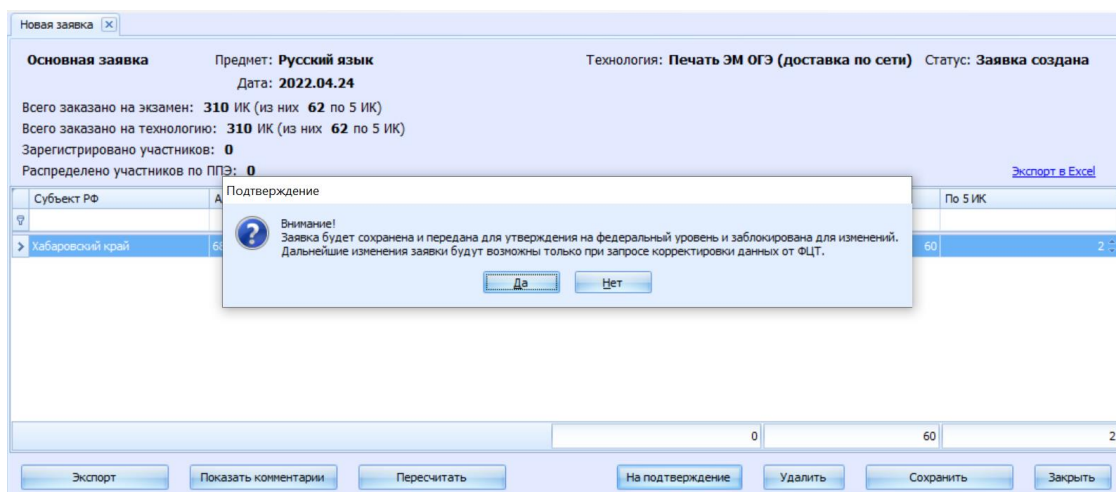 Новая заявка
Основная заявка Предмет: Русский язык Технология: Печать ЭМ ОГЭ (доставка по сети) Статус: Заявка создана
Дата: 2022.04.24
Всего заказано на экзамен: 310 ИК (из них 62 по 5 ИК)
Всего заказано на технологию: 310 ИК (из них 62 по 5 ИК)
Зарегистрировано участников: 0
Распределено участников по ППЭ: 0
Экспорт в Excel
Субъект РФ По 5 ИК
Хабаровский край 60 2
Подтверждение
Внимание!
Заявка будет сохранена и передана для утверждения на федеральный уровень и заблокирована для изменений.
Дальнейшие изменения заявки будут возможны только при запросе корректировки данных от ФЦТ.
Да Нет
0 60 2
Экспорт Показать комментарии Пересчитать На подтверждение Удалить Сохранить Закрыть